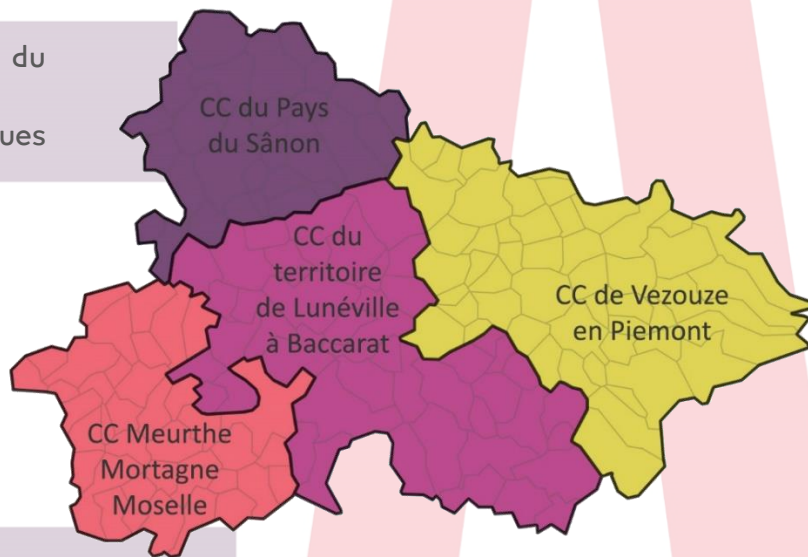 du
ues
CC du Pays
du Sânon
CC du
territoire
de Lunéville
à Baccarat
CC de Vezouze
en Piemont
CC Meurthe
Mortagne
Moselle